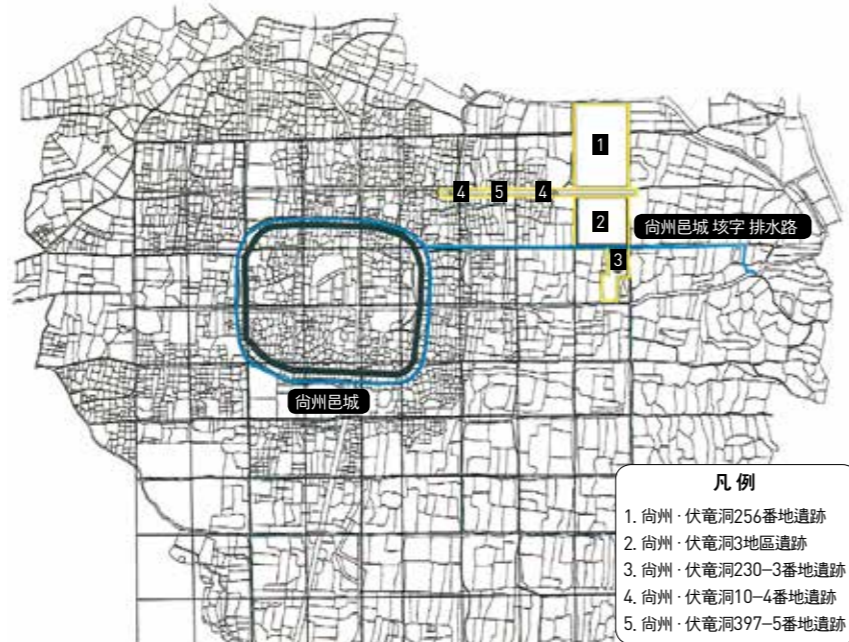 1
4 5 4
2
尙州邑城 垓字 排水路
3
尙州邑城
凡 例
1. 尙州 · 伏竜洞256番地遺跡
2. 尙州 · 伏竜洞3地區遺跡
3. 尙州 · 伏竜洞230-3番地遺跡
4. 尙州 · 伏竜洞10-4番地遺跡
5. 尙州 · 伏竜洞397-5番地遺跡